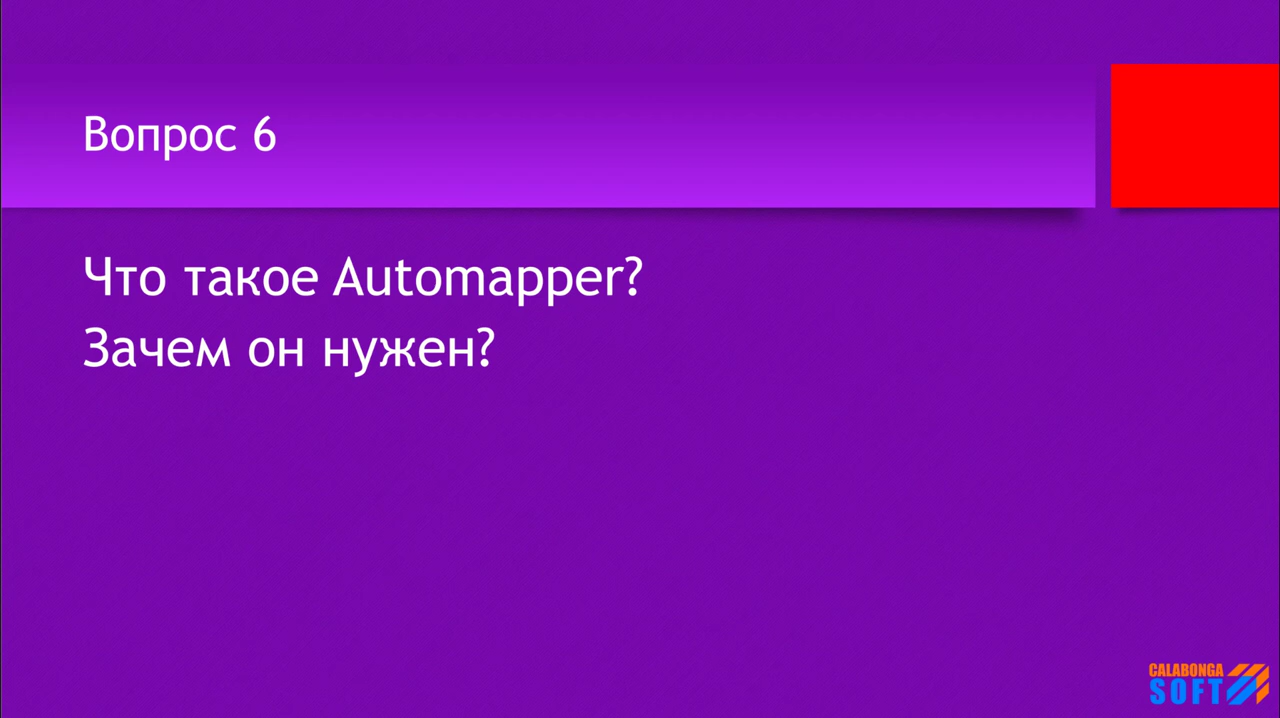 Вопрос 6
Что такое Automapper?
Зачем он нужен?
CALABONGA
SOFT